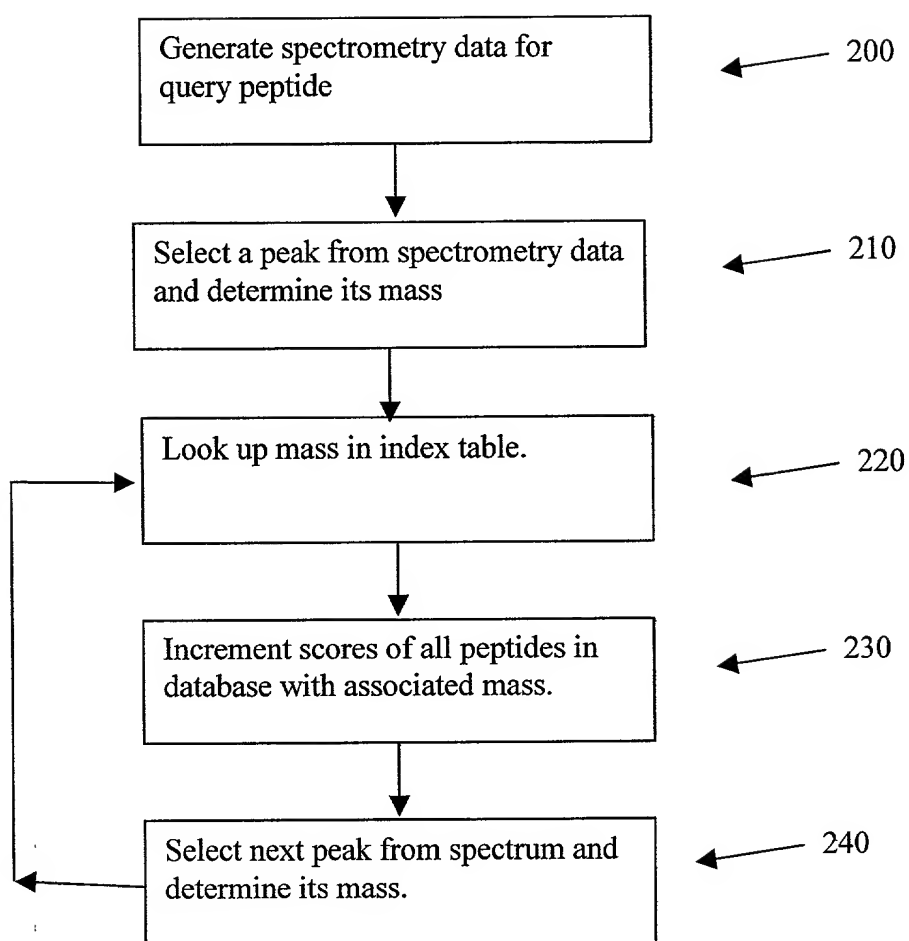 Generate spectrometry data for
query peptide
200
Select a peak from spectrometry data
and determine its mass
210
Look up mass in index table.
220
Increment scores of all peptides in
database with associated mass.
230
Select next peak from spectrum and
determine its mass.
240